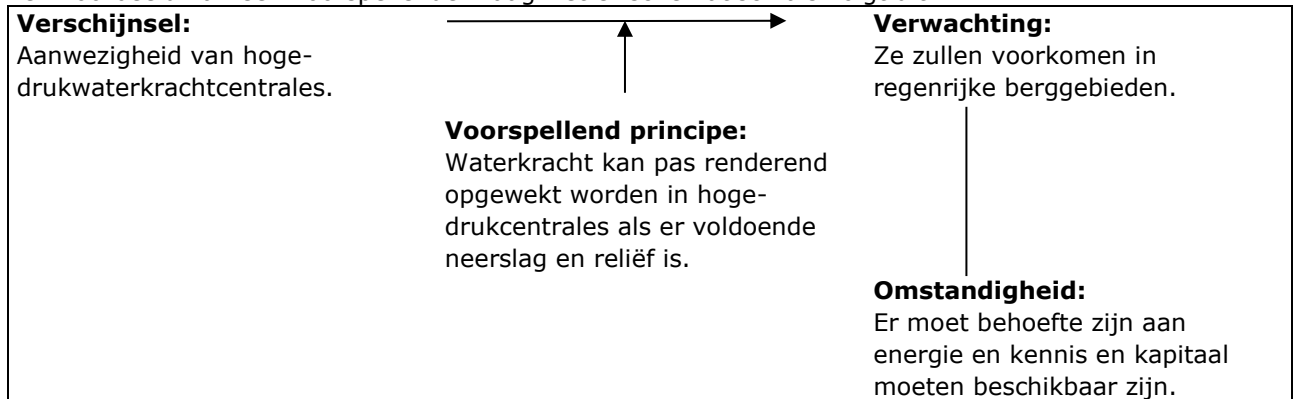 Verschijnsel:
Aanwezigheid van hoge-
drukwaterkrachtcentrales.
Voorspellend principe:
Waterkracht kan pas renderend
opgewekt worden in hoge-
drukcentrales als er voldoende
neerslag en reliëf is.
Verwachting:
Ze zullen voorkomen in
regenrijke berggebieden.
Omstandigheid:
Er moet behoefte zijn aan
energie en kennis en kapitaal
moeten beschikbaar zijn.